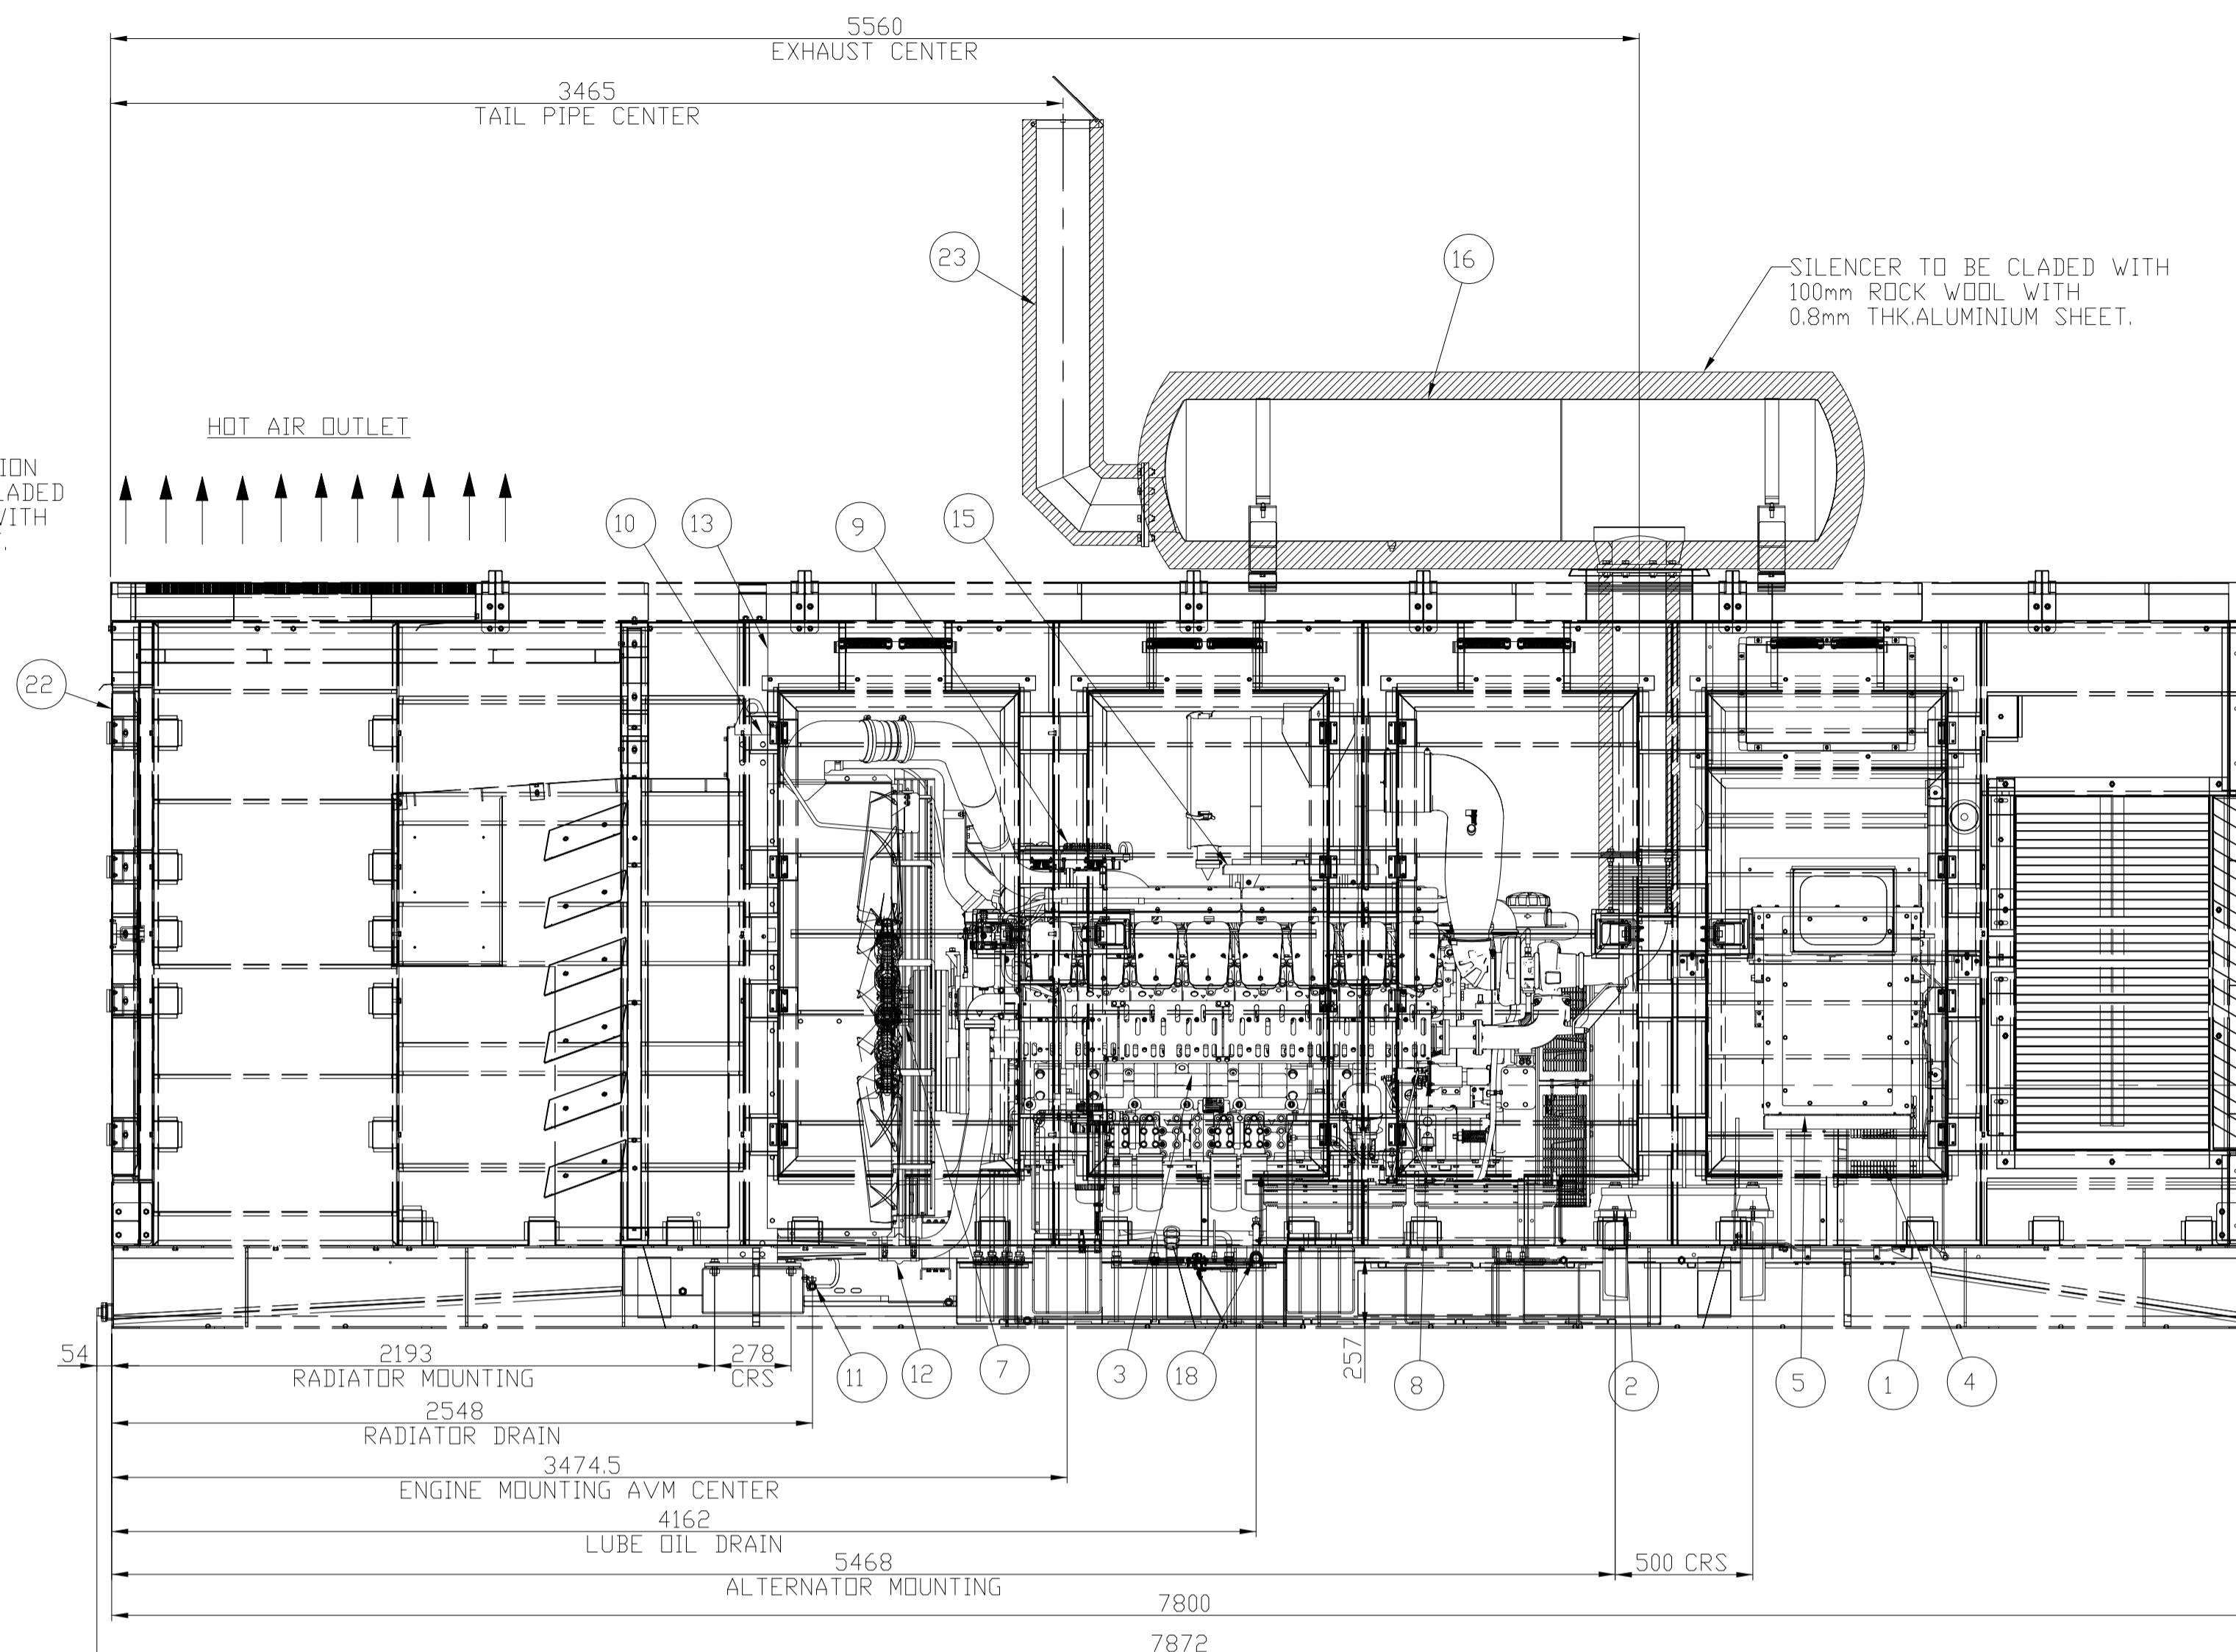 5560
EXHAUST CENTER
3465
TAIL PIPE CENTER
23
16
SILENCER TO BE CLADED WITH
100mm ROCK WOOL WITH
0.8mm THK.ALUMINIUM SHEET.
HOT AIR OUTLET
ION
LADED
WITH
10
13
9
15
22
54
2193
RADIATOR MOUNTING
278
CRS
11
12
7
3
18
257
8
2
5
1
4
2548
RADIATOR DRAIN
3474.5
ENGINE MOUNTING AVM CENTER
4162
LUBE OIL DRAIN
5468
ALTERNATOR MOUNTING
500 CRS
7800
7872